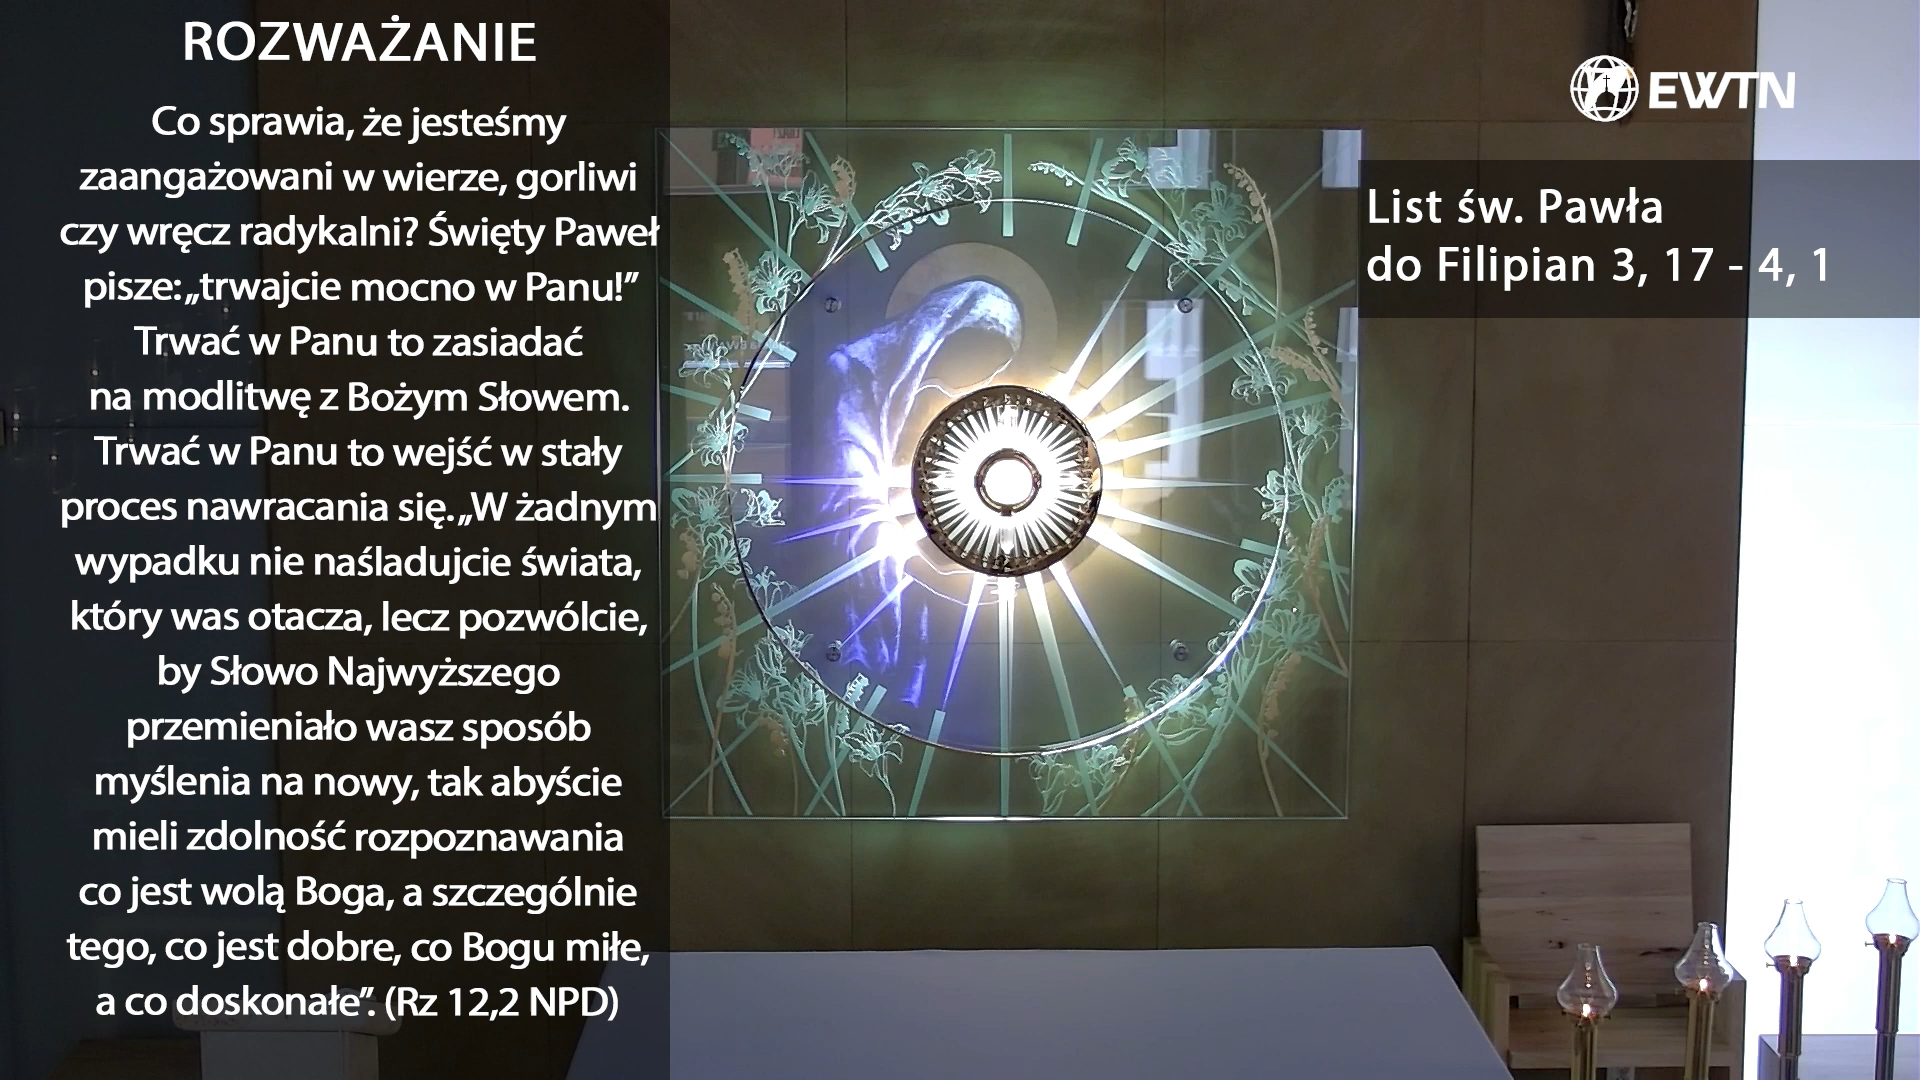 ROZWAŻANIE
Co sprawia, że jesteśmy
zaangażowani w wierze, gorliwi
czy wręcz radykalni? Święty Paweł
pisze: „trwajcie mocno w Panu!”
Trwać w Panu to zasiadać
na modlitwę z Bożym Słowem.
Trwać w Panu to wejść w stały
proces nawracania się. „W żadnym
wypadku nie naśladujcie świata,
który was otacza, lecz pozwólcie,
by Słowo Najwyższego
przemieniało wasz sposób
myślenia na nowy, tak abyście
mieli zdolność rozpoznawania
co jest wolą Boga, a szczególnie
tego, co jest dobre, co Bogu miłe,
a co doskonałe”. (Rz 12,2 NPD)
EWTN
List św. Pawła
do Filipian 3, 17 - 4, 1